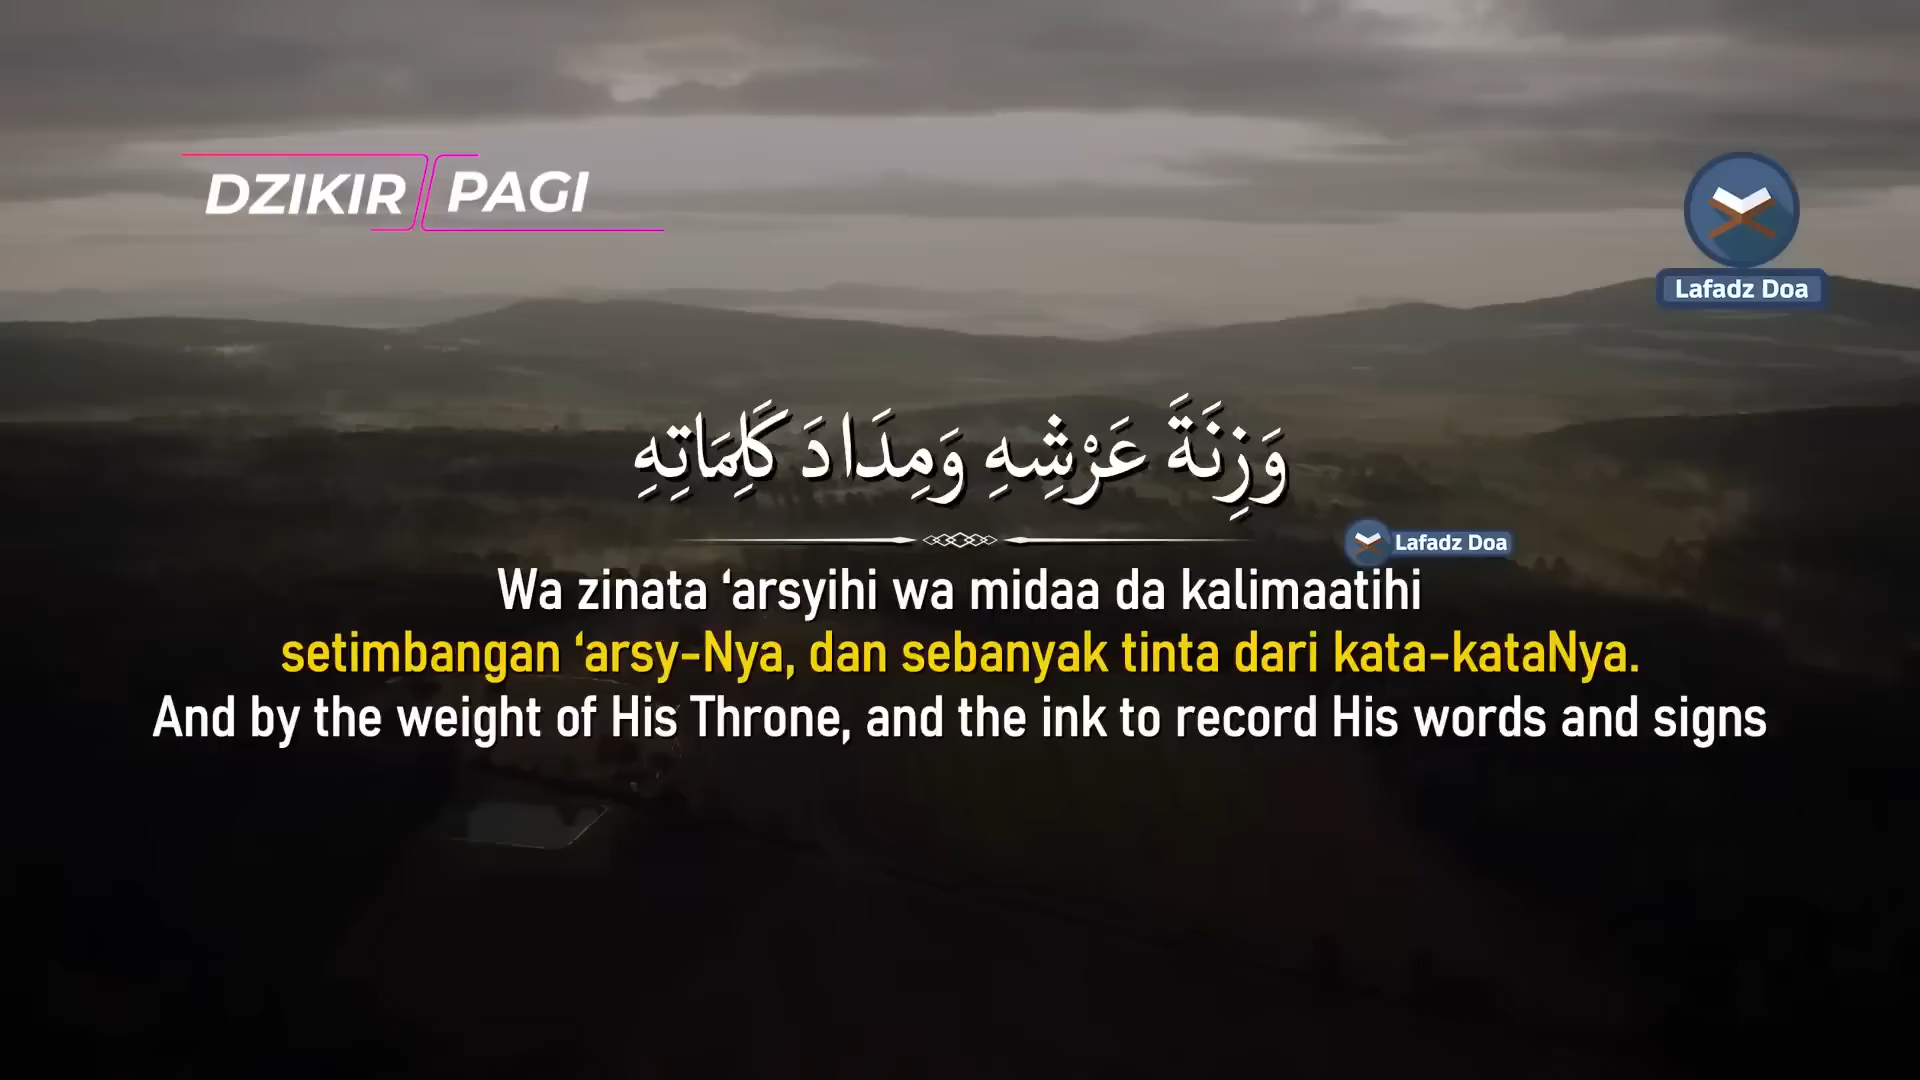 DZIKIR PAGI
Lafadz Doa
وَزِنَةَ عَرْشِهِ وَمِدَادَ كَلِمَاتِهِ
Lafadz Doa
Wa zinata ‘arsyihi wa midaa da kalimaatihi
setimbangan ‘arsy-Nya, dan sebanyak tinta dari kata-kataNya.
And by the weight of His Throne, and the ink to record His words and signs